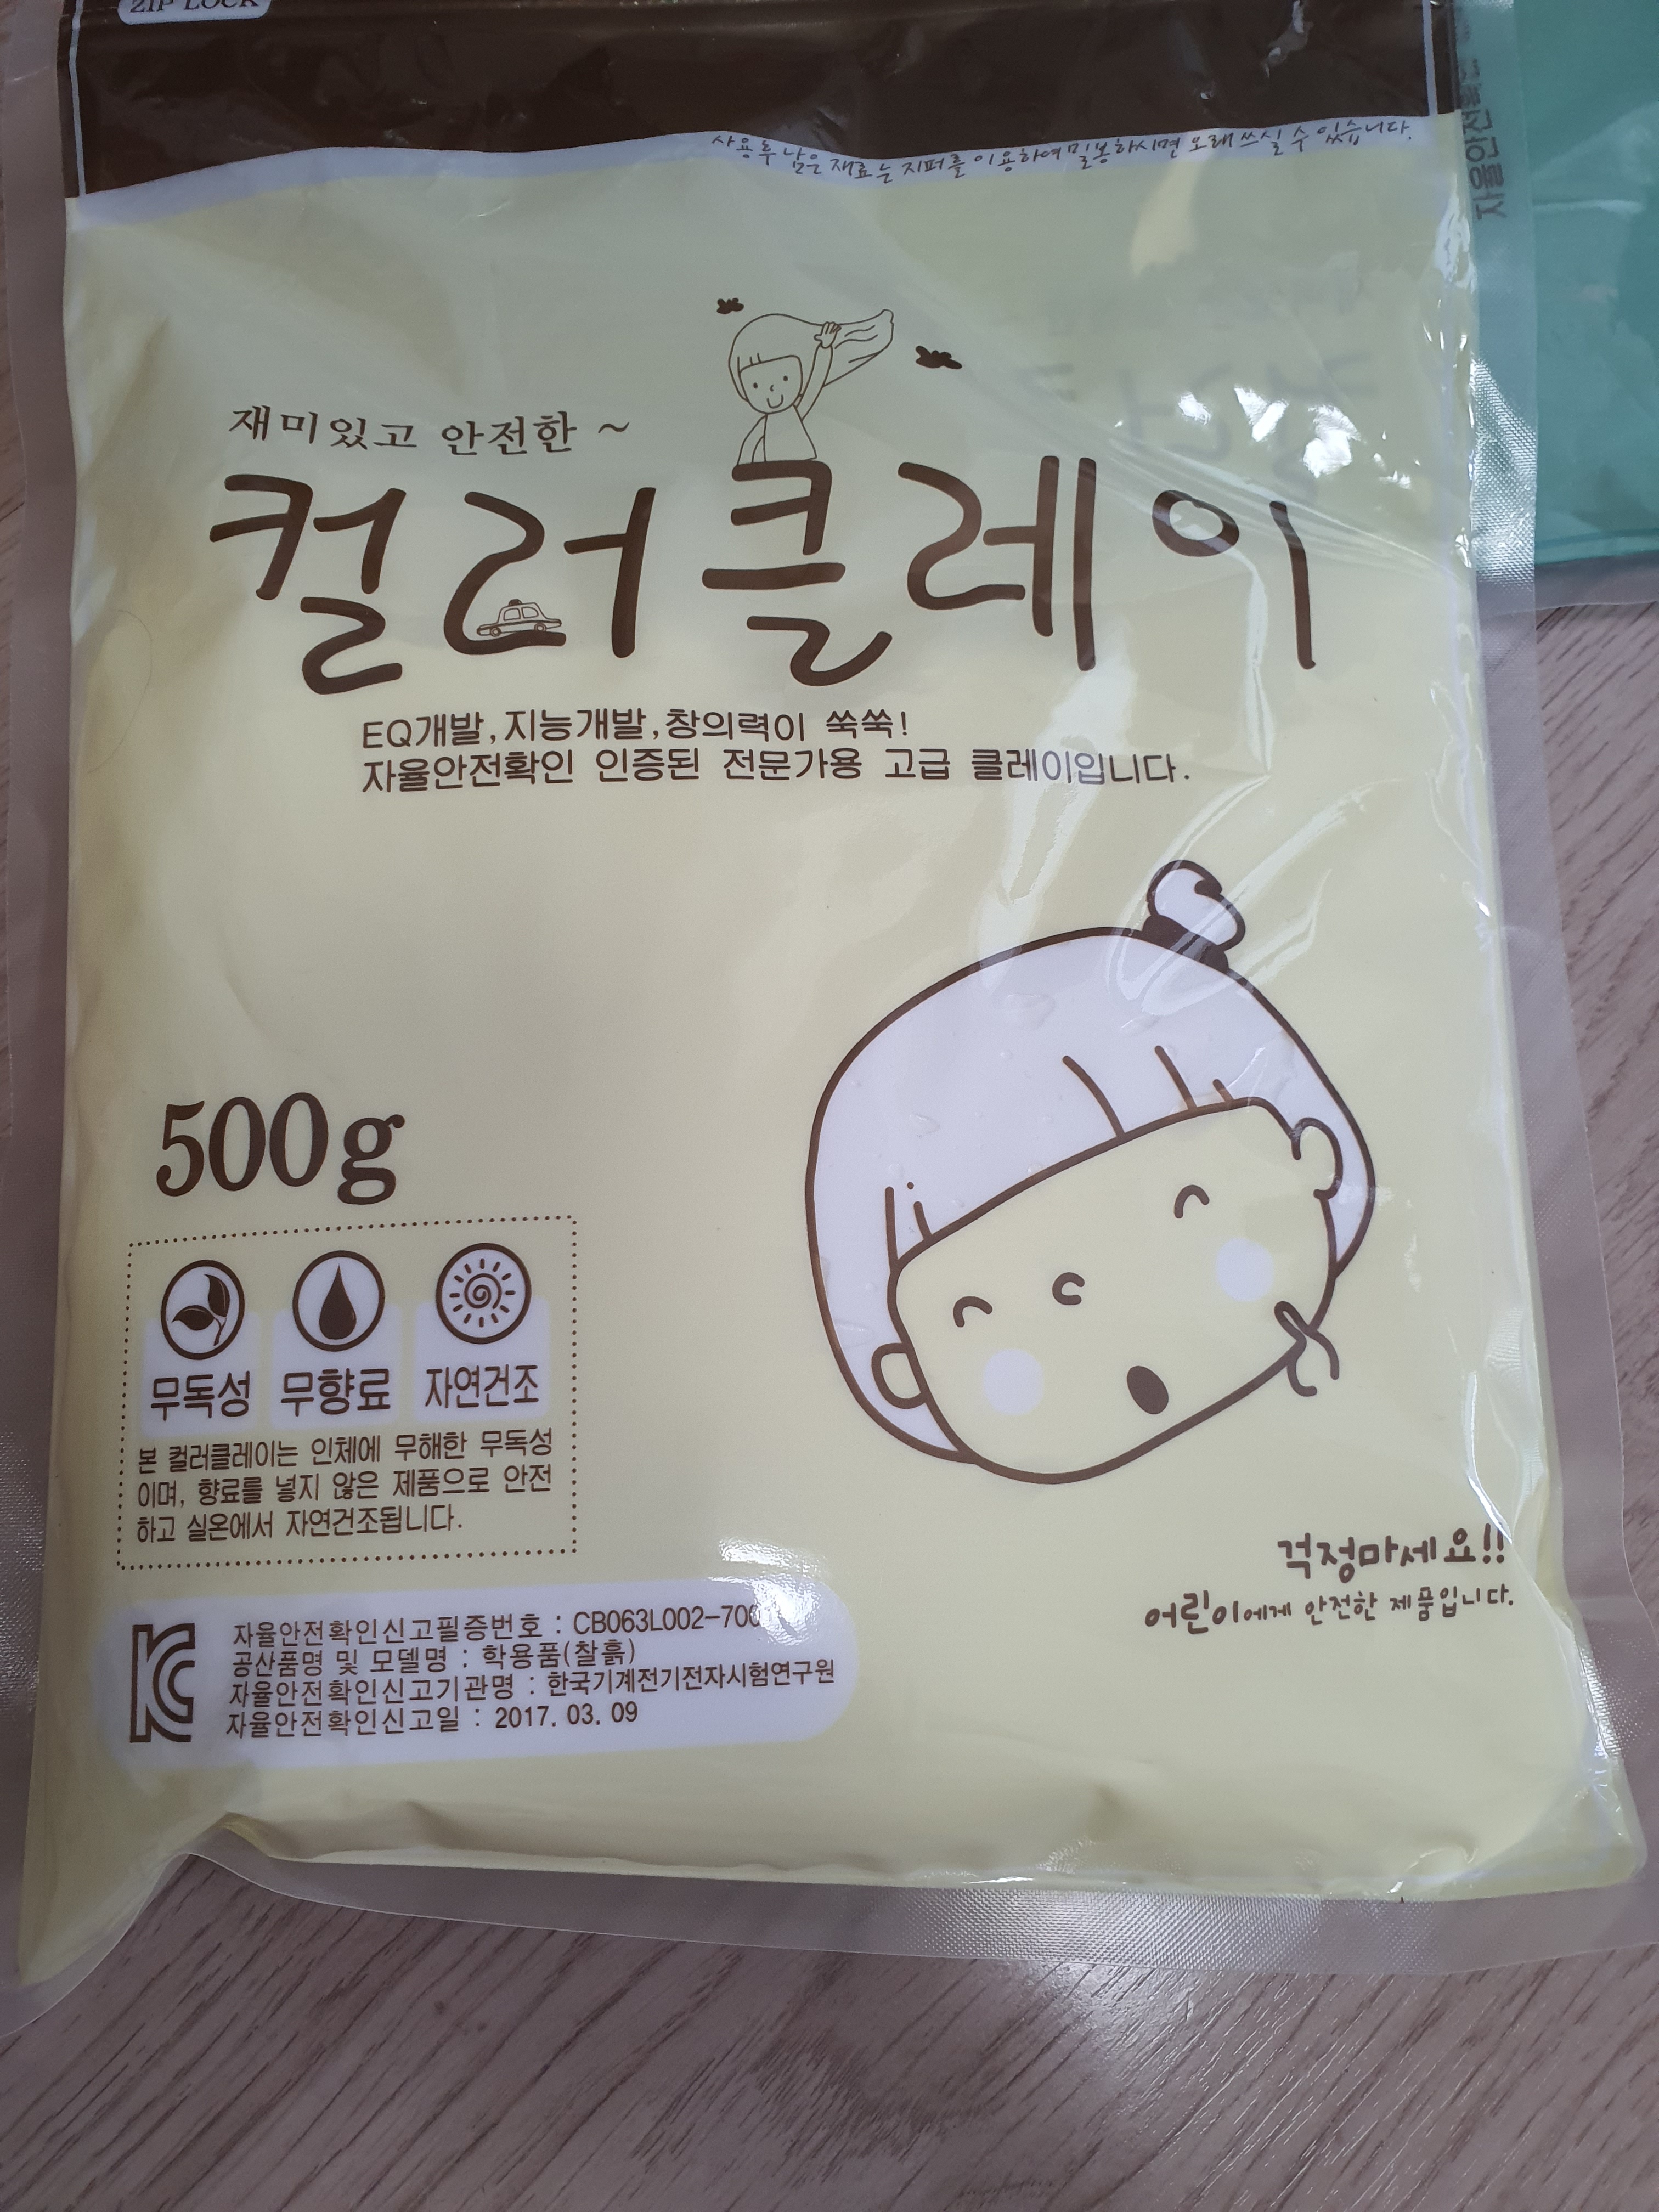 ZIP LOCK
사용후 남은 재료는 지퍼를 이용하여 밀봉하시면 오래 쓰실 수 있습니다.
재미있고 안전한 ~
컬러클레이
EQ개발, 지능개발, 창의력이 쑥쑥!
자율안전확인 인증된 전문가용 고급 클레이입니다.
500g
무독성 무향료 자연건조
본 컬러클레이는 인체에 무해한 무독성
이며, 향료를 넣지 않은 제품으로 안전
하고 실온에서 자연건조됩니다.
걱정마세요!!
어린이에게 안전한 제품입니다.
자율안전확인신고필증번호 : CB063L002-700
공산품명 및 모델명 : 학용품(찰흙)
자율안전확인신고기관명 : 한국기계전기전자시험연구원
자율안전확인신고일 : 2017. 03. 09
자율안전확인